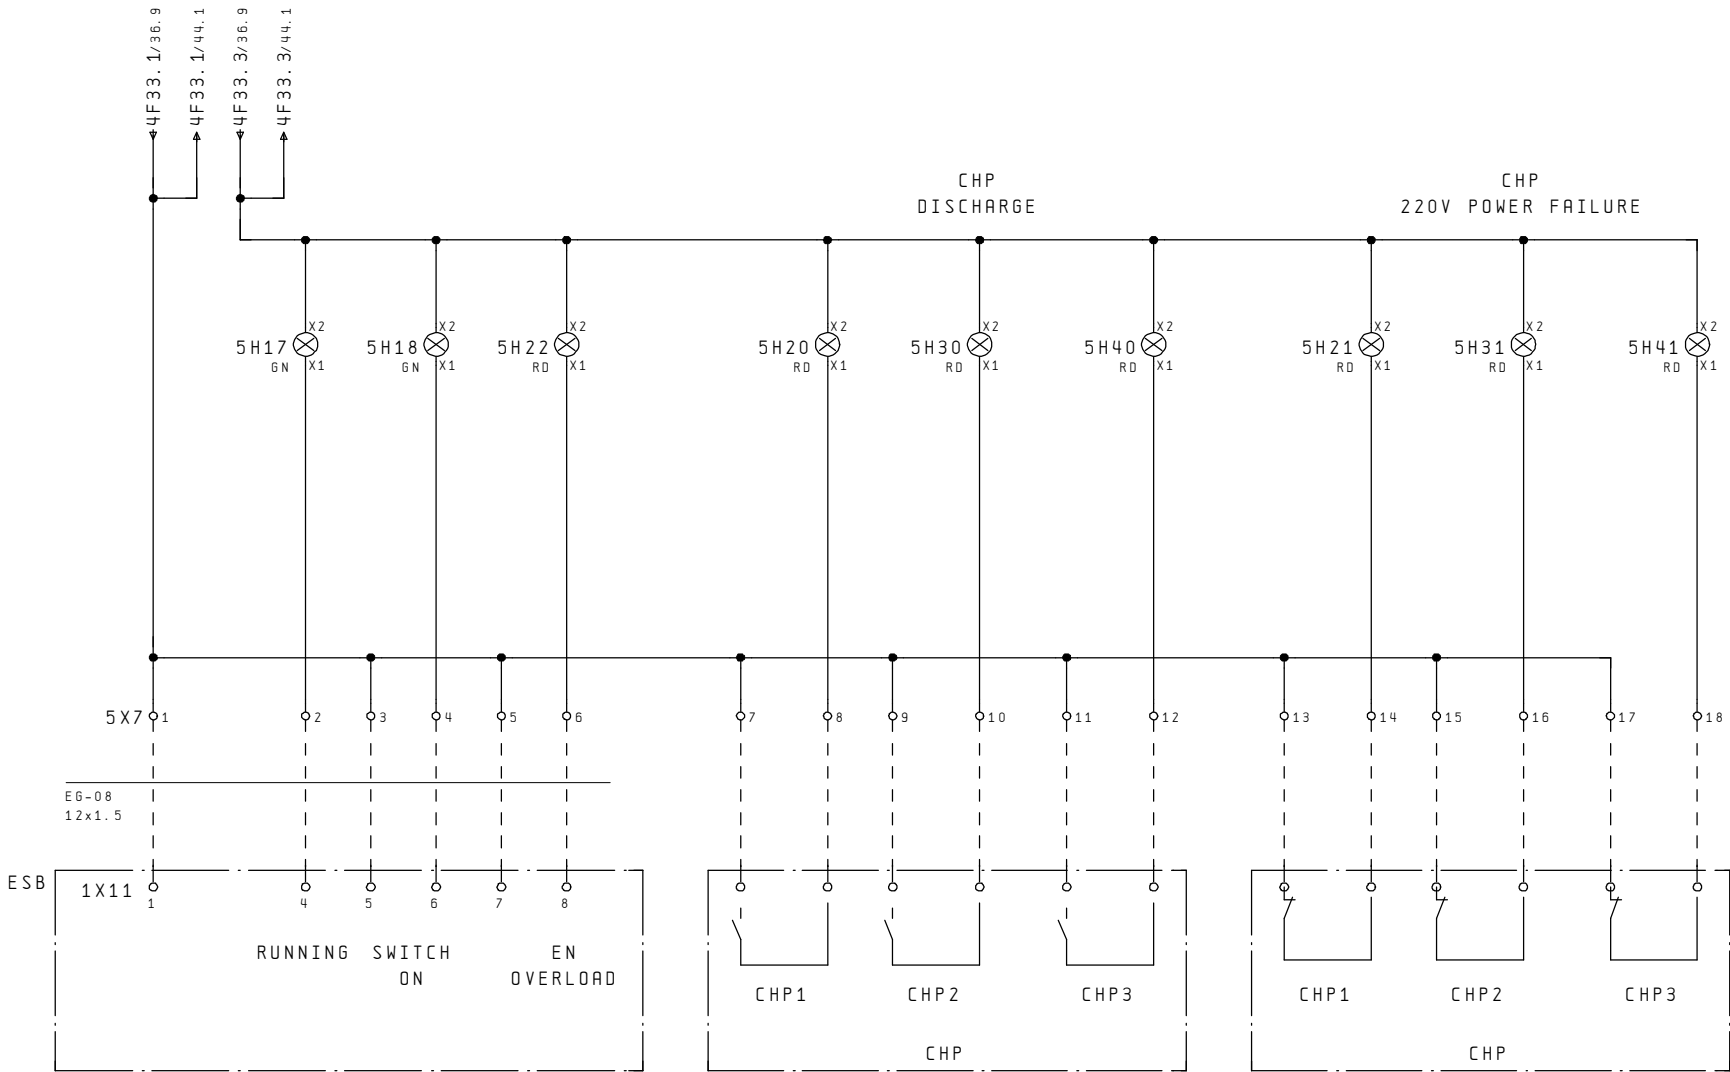 4F33.1/36.9
4F33.1/44.1
4F33.3/36.9
4F33.3/44.1
CHP
DISCHARGE
CHP
220V POWER FAILURE
X2 X2 X2 X2 X2 X2 X2 X2 X2
5H17 5H18 5H22 5H20 5H30 5H40 5H21 5H31 5H41
GN X1 GN X1 RD X1 RD X1 RD X1 RD X1 RD X1 RD X1 RD X1
5X7 1 2 3 4 5 6 7 8 9 10 11 12 13 14 15 16 17 18
EG-08
12x1.5
ESB
1X11
1 4 5 6 7 8
RUNNING SWITCH EN
ON OVERLOAD
CHP1 CHP2 CHP3 CHP1 CHP2 CHP3
CHP CHP